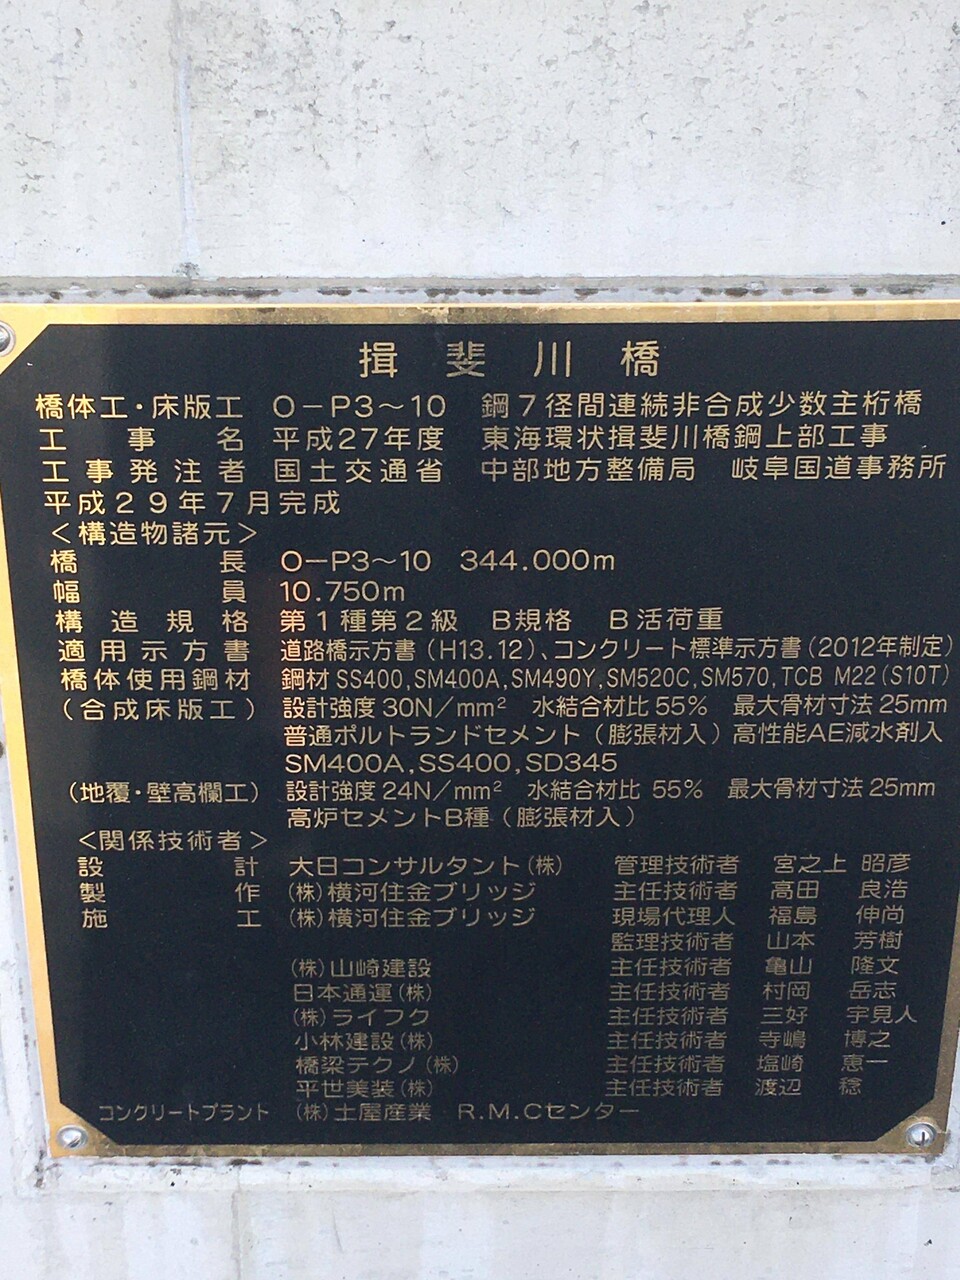 揖斐川橋
橋体工・床版工 O－P3～10 鋼7径間連続非合成少数主桁橋
工事名 平成27年度 東海環状揖斐川橋鋼上部工事
工事発注者 国土交通省 中部地方整備局 岐阜国道事務所
平成29年7月完成
＜構造物諸元＞
橋長 O－P3～10 344.000m
幅員 10.750m
構造規格 第1種第2級 B規格 B活荷重
適用示方書 道路橋示方書（H13.12）、コンクリート標準示方書（2012年制定）
橋体使用鋼材 鋼材 SS400,SM400A,SM490Y,SM520C,SM570,TCB M22（S10T）
（合成床版工） 設計強度30N／mm² 水結合材比55％ 最大骨材寸法25mm
普通ポルトランドセメント（膨張材入）高性能AE減水剤入
SM400A,SS400,SD345
（地覆・壁高欄工） 設計強度24N／mm² 水結合材比 55％ 最大骨材寸法25mm
高炉セメントB種（膨張材入）
＜関係技術者＞
設計 大日コンサルタント（株） 管理技術者 宮之上 昭彦
製作 （株）横河住金ブリッジ 主任技術者 高田 良浩
施工 （株）横河住金ブリッジ 現場代理人 福島 伸尚
監理技術者 山本 芳樹
（株）山崎建設 主任技術者 亀山 隆文
日本通運（株） 主任技術者 村岡 岳志
（株）ライフク 主任技術者 三好 宇見人
小林建設（株） 主任技術者 寺嶋 博之
橋梁テクノ（株） 主任技術者 塩崎 恵一
平世美装（株） 主任技術者 渡辺 稔
コンクリートプラント （株）土屋産業 R.M.Cセンター